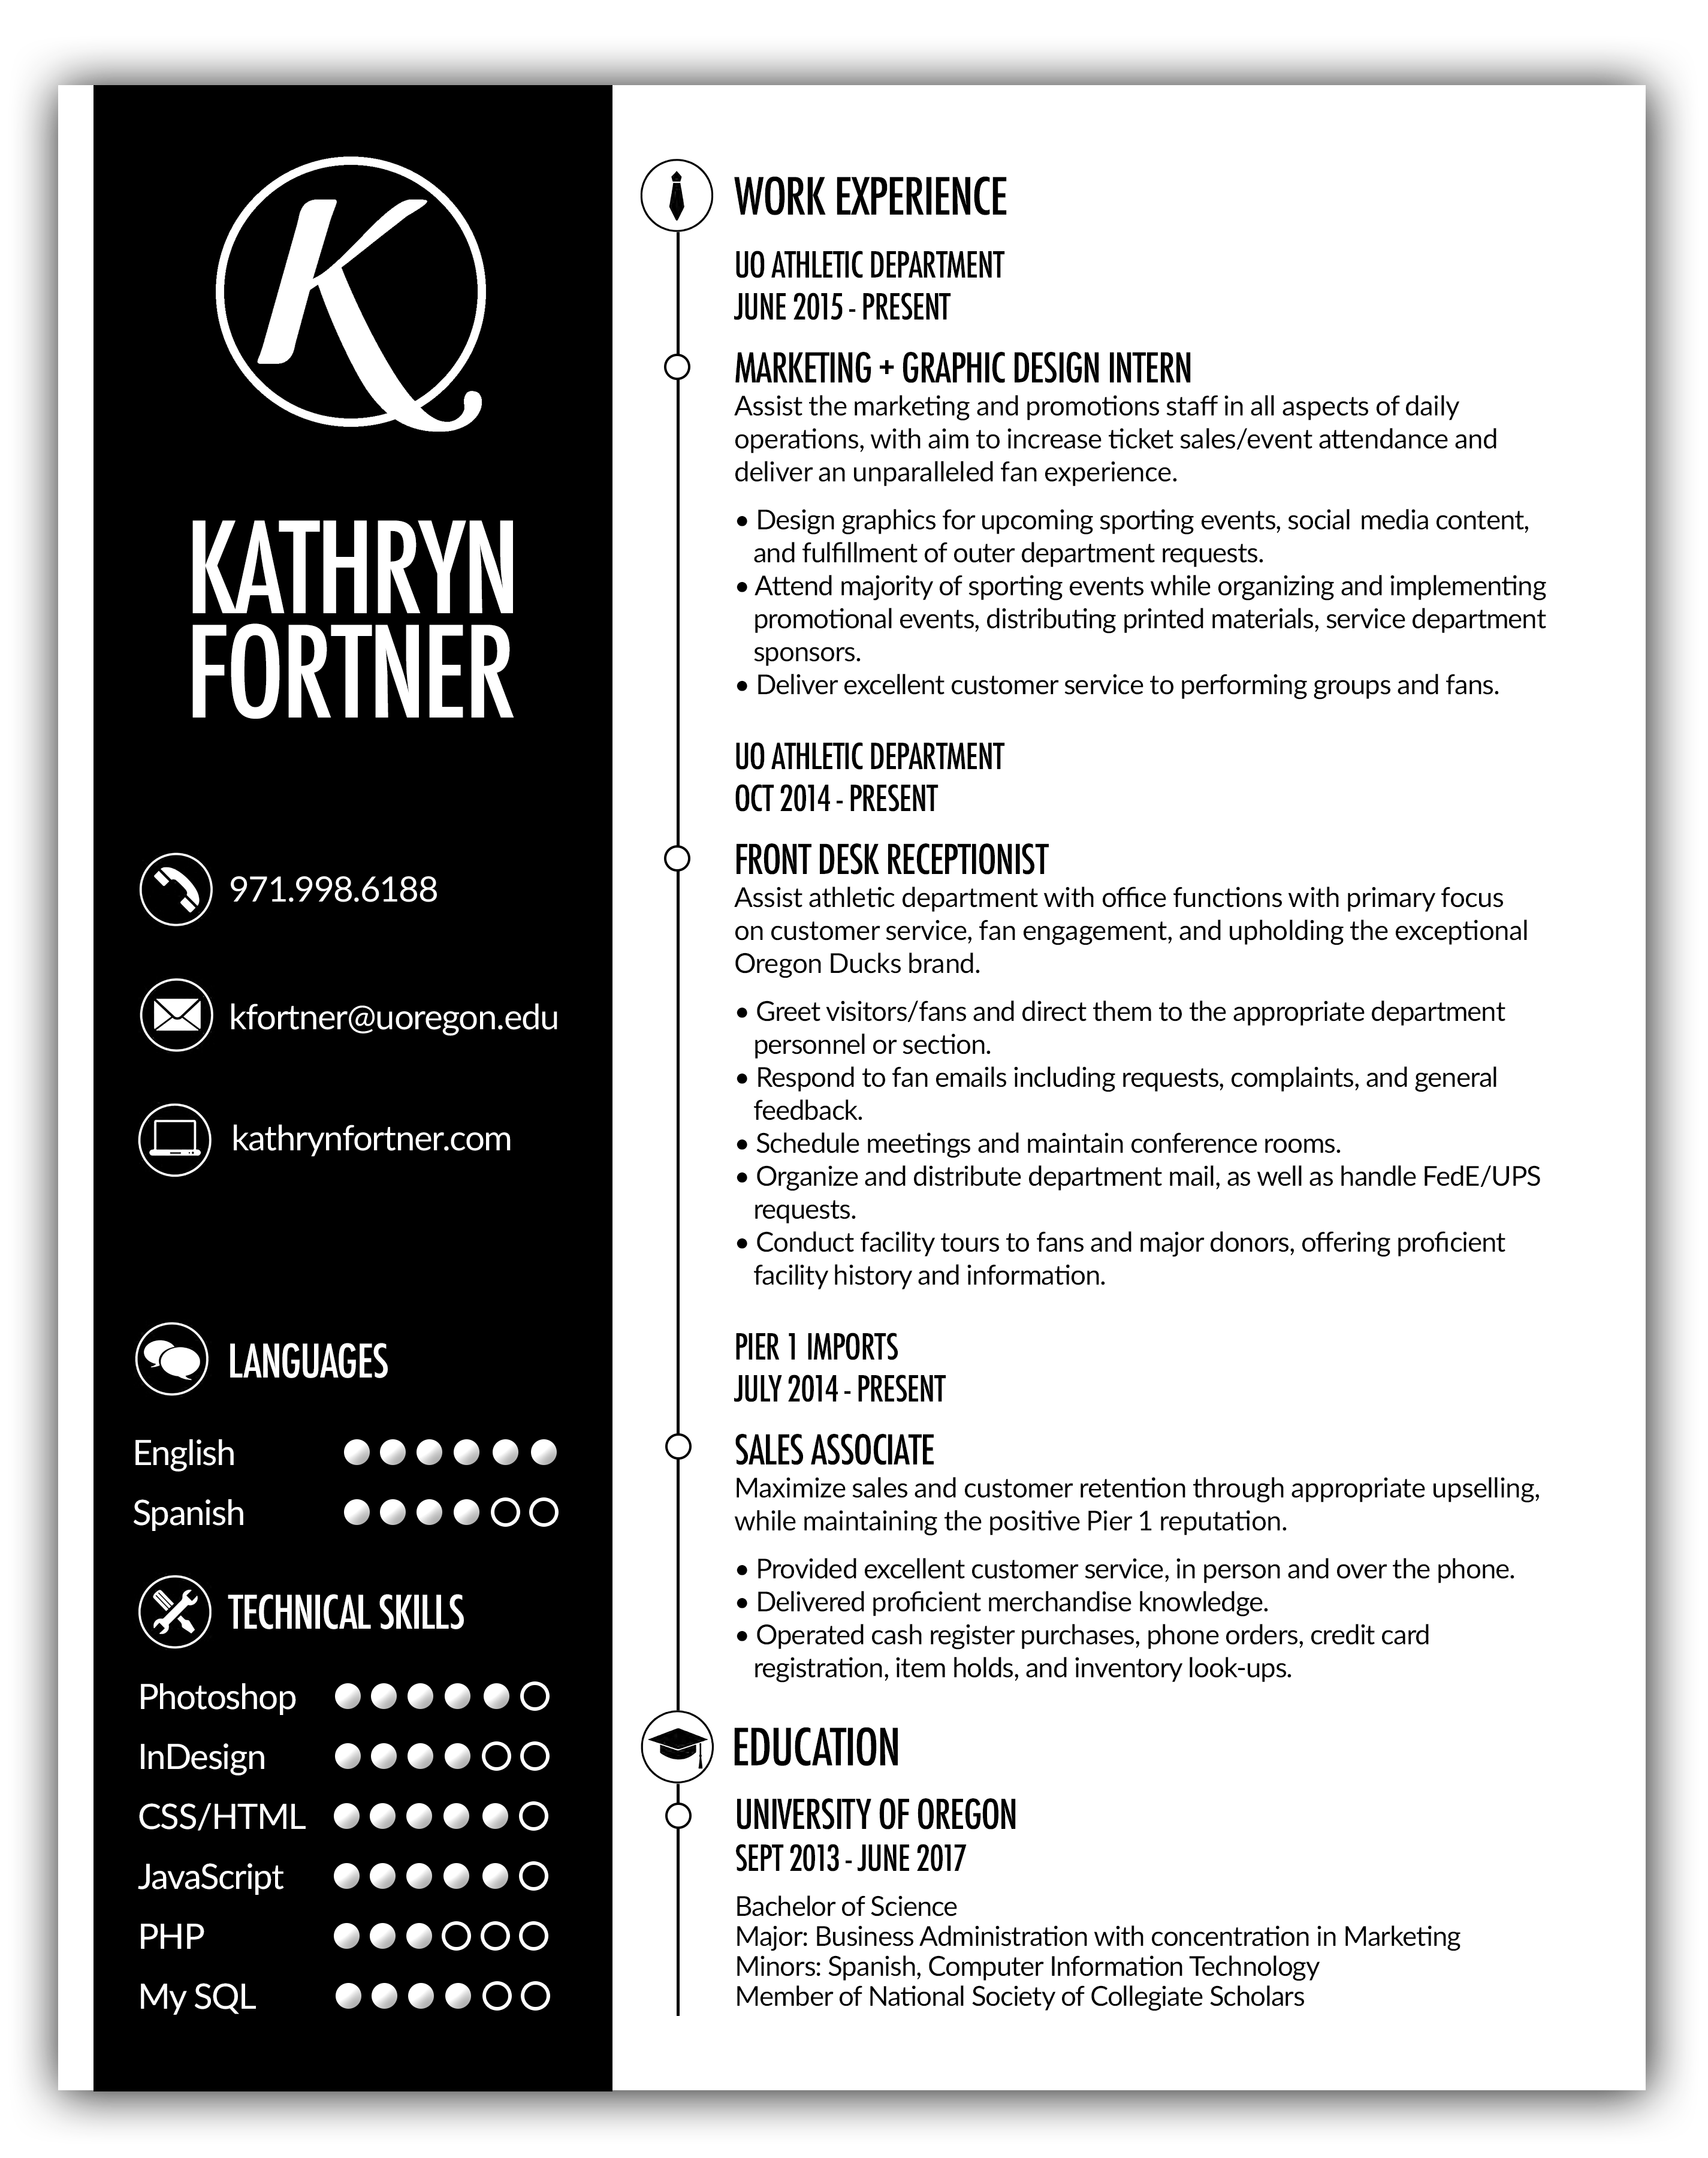 K
KATHRYN
FORTNER
971.998.6188
kfortner@uoregon.edu
kathrynfortner.com
LANGUAGES
English
Spanish
TECHNICAL SKILLS
Photoshop
InDesign
CSS/HTML
JavaScript
PHP
My SQL
WORK EXPERIENCE
UO ATHLETIC DEPARTMENT
JUNE 2015 - PRESENT
MARKETING + GRAPHIC DESIGN INTERN
Assist the marketing and promotions staff in all aspects of daily
operations, with aim to increase ticket sales/event attendance and
deliver an unparalleled fan experience.
• Design graphics for upcoming sporting events, social media content,
and fulfillment of outer department requests.
• Attend majority of sporting events while organizing and implementing
promotional events, distributing printed materials, service department
sponsors.
• Deliver excellent customer service to performing groups and fans.
UO ATHLETIC DEPARTMENT
OCT 2014 - PRESENT
FRONT DESK RECEPTIONIST
Assist athletic department with office functions with primary focus
on customer service, fan engagement, and upholding the exceptional
Oregon Ducks brand.
• Greet visitors/fans and direct them to the appropriate department
personnel or section.
• Respond to fan emails including requests, complaints, and general
feedback.
• Schedule meetings and maintain conference rooms.
• Organize and distribute department mail, as well as handle FedE/UPS
requests.
• Conduct facility tours to fans and major donors, offering proficient
facility history and information.
PIER 1 IMPORTS
JULY 2014 - PRESENT
SALES ASSOCIATE
Maximize sales and customer retention through appropriate upselling,
while maintaining the positive Pier 1 reputation.
• Provided excellent customer service, in person and over the phone.
• Delivered proficient merchandise knowledge.
• Operated cash register purchases, phone orders, credit card
registration, item holds, and inventory look-ups.
EDUCATION
UNIVERSITY OF OREGON
SEPT 2013 - JUNE 2017
Bachelor of Science
Major: Business Administration with concentration in Marketing
Minors: Spanish, Computer Information Technology
Member of National Society of Collegiate Scholars